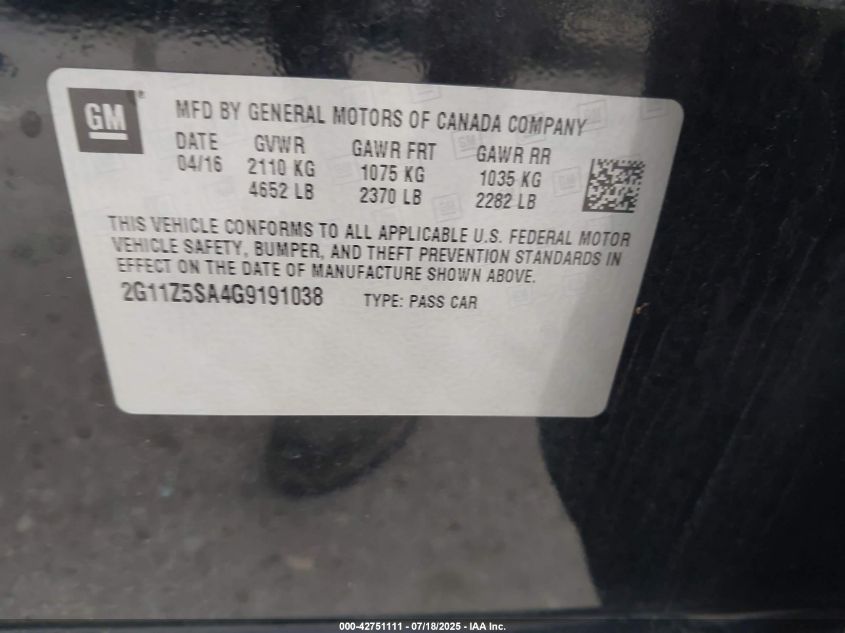 GM
MFD BY GENERAL MOTORS OF CANADA COMPANY
DATE GVWR GAWR FRT GAWR RR
04/16 2110 KG 1075 KG 1035 KG
4652 LB 2370 LB 2282 LB
THIS VEHICLE CONFORMS TO ALL APPLICABLE U.S. FEDERAL MOTOR
VEHICLE SAFETY, BUMPER, AND THEFT PREVENTION STANDARDS IN
EFFECT ON THE DATE OF MANUFACTURE SHOWN ABOVE.
2G11Z5SA4G9191038 TYPE: PASS CAR
000-42751111 - 07/18/2025 - IAA Inc.